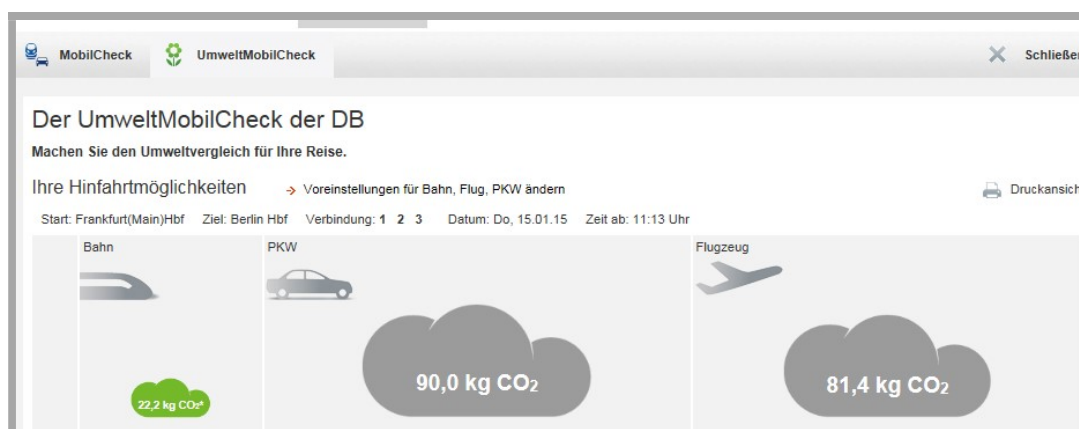 MobilCheck UmweltMobilCheck Schließen
Der UmweltMobilCheck der DB
Machen Sie den Umweltvergleich für Ihre Reise.
Ihre Hinfahrtmöglichkeiten → Voreinstellungen für Bahn, Flug, PKW ändern Druckansich
Start: Frankfurt(Main)Hbf Ziel: Berlin Hbf Verbindung: 1 2 3 Datum: Do, 15.01.15 Zeit ab: 11:13 Uhr
Bahn PKW Flugzeug
22,2 kg CO₂* 90,0 kg CO₂ 81,4 kg CO₂